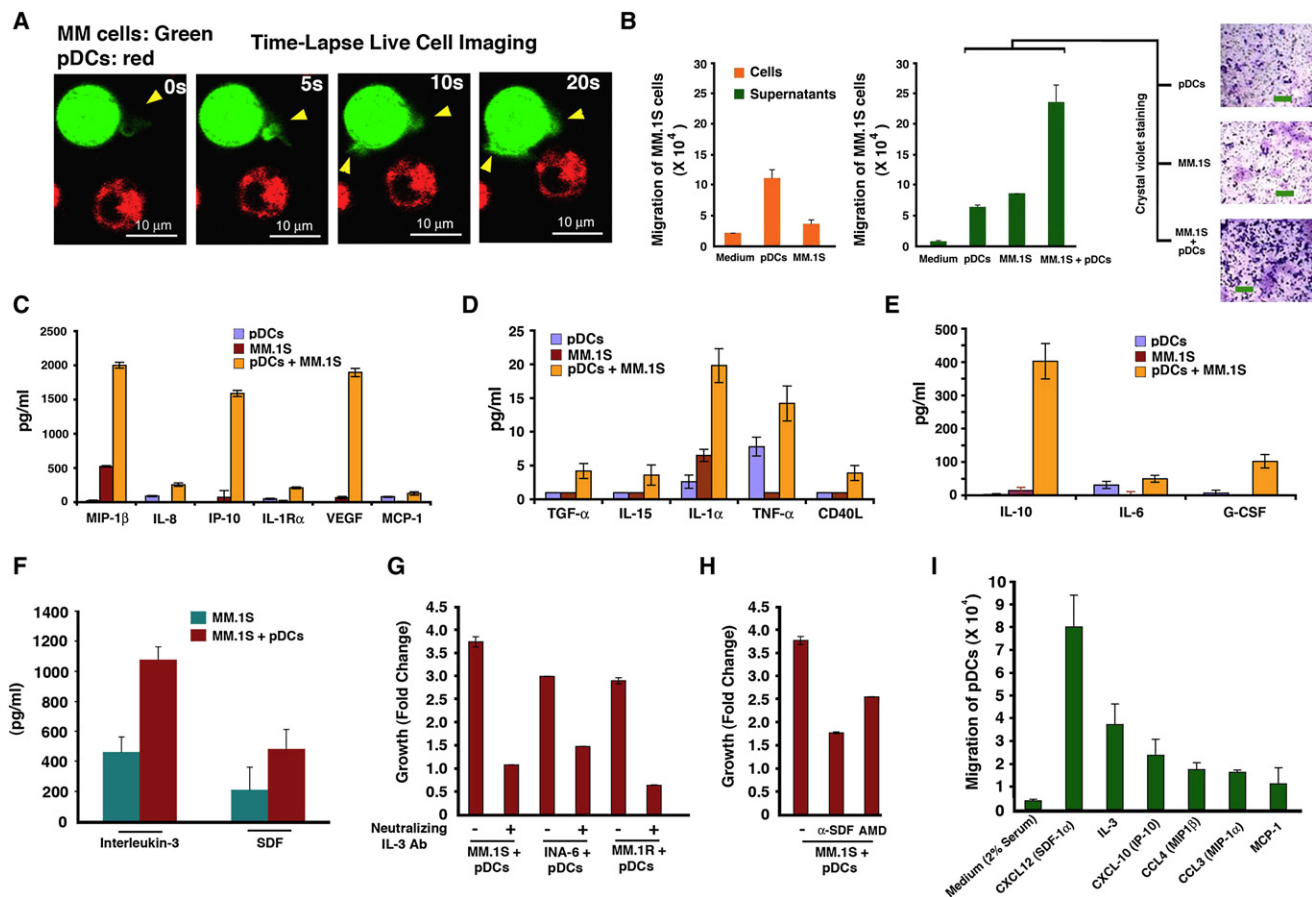 A
MM cells: Green
pDCs: red
Time-Lapse Live Cell Imaging
0s
5s
10s
20s
10 μm
10 μm
10 μm
10 μm
B
Migration of MM.1S cells
(X 10⁴)
30
25
20
15
10
5
0
Cells
Supernatants
Medium pDCs MM.1S
Migration of MM.1S cells
(X 10⁴)
30
25
20
15
10
5
0
Medium pDCs MM.1S MM.1S + pDCs
Crystal violet staining
pDCs
MM.1S
MM.1S
+
pDCs
C
pg/ml
2500
2000
1500
1000
500
0
pDCs
MM.1S
pDCs + MM.1S
MIP-1β IL-8 IP-10 IL-1Rα VEGF MCP-1
D
pg/ml
25
20
15
10
5
0
pDCs
MM.1S
pDCs + MM.1S
TGF-α IL-15 IL-1α TNF-α CD40L
E
pg/ml
500
400
300
200
100
0
pDCs
MM.1S
pDCs + MM.1S
IL-10 IL-6 G-CSF
F
(pg/ml)
1400
1200
1000
800
600
400
200
0
MM.1S
MM.1S + pDCs
Interleukin-3 SDF
G
Growth (Fold Change)
4.5
4.0
3.5
3.0
2.5
2.0
1.5
1.0
0.5
0.0
Neutralizing
IL-3 Ab
- + - + - +
MM.1S +
pDCs
INA-6 +
pDCs
MM.1R +
pDCs
H
Growth (Fold Change)
4.5
4.0
3.5
3.0
2.5
2.0
1.5
1.0
0.5
0.0
- α-SDF AMD
MM.1S +
pDCs
I
Migration of pDCs (X 10⁴)
10
9
8
7
6
5
4
3
2
1
0
Medium (2% Serum)
CXCL12 (SDF-1α)
IL-3
CXCL-10 (IP-10)
CCL4 (MIP1β)
CCL3 (MIP-1α)
MCP-1